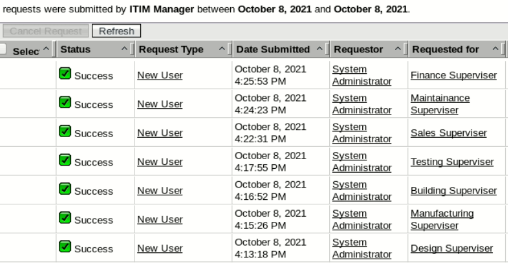 requests were submitted by ITIM Manager between October 8, 2021 and October 8, 2021.
Cancel Request Refresh
Selec ^ Status ^ Request Type ^ Date Submitted ^ Requestor ^ Requested for ^
Success New User October 8, 2021 4:25:53 PM System Administrator Finance Superviser
Success New User October 8, 2021 4:24:23 PM System Administrator Maintainance Superviser
Success New User October 8, 2021 4:22:31 PM System Administrator Sales Superviser
Success New User October 8, 2021 4:17:55 PM System Administrator Testing Superviser
Success New User October 8, 2021 4:16:52 PM System Administrator Building Superviser
Success New User October 8, 2021 4:15:26 PM System Administrator Manufacturing Superviser
Success New User October 8, 2021 4:13:18 PM System Administrator Design Superviser